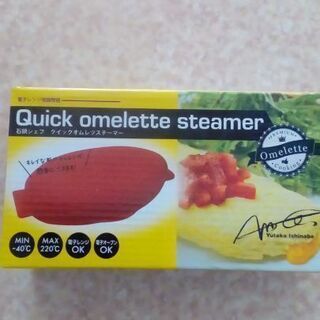 電子レンジ調理器
Quick omelette steamer
石鍋シェフ クイックオムレツスチーマー
PREMIUM
Omelette
Cooking
MIN
-40℃
MAX
220℃
電子レンジ
OK
電子オーブン
OK
Yutaka Ishinabe